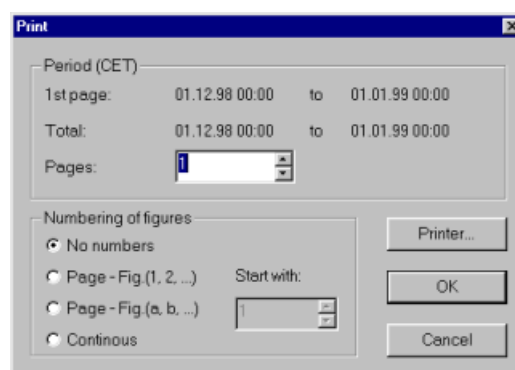 Print
Period (CET)
1st page: 01.12.98 00:00 to 01.01.99 00:00
Total: 01.12.98 00:00 to 01.01.99 00:00
Pages: 1
Numbering of figures
No numbers
Page - Fig.(1, 2, ...) Start with:
Page - Fig.(a, b, ...) 1
Continous
Printer...
OK
Cancel